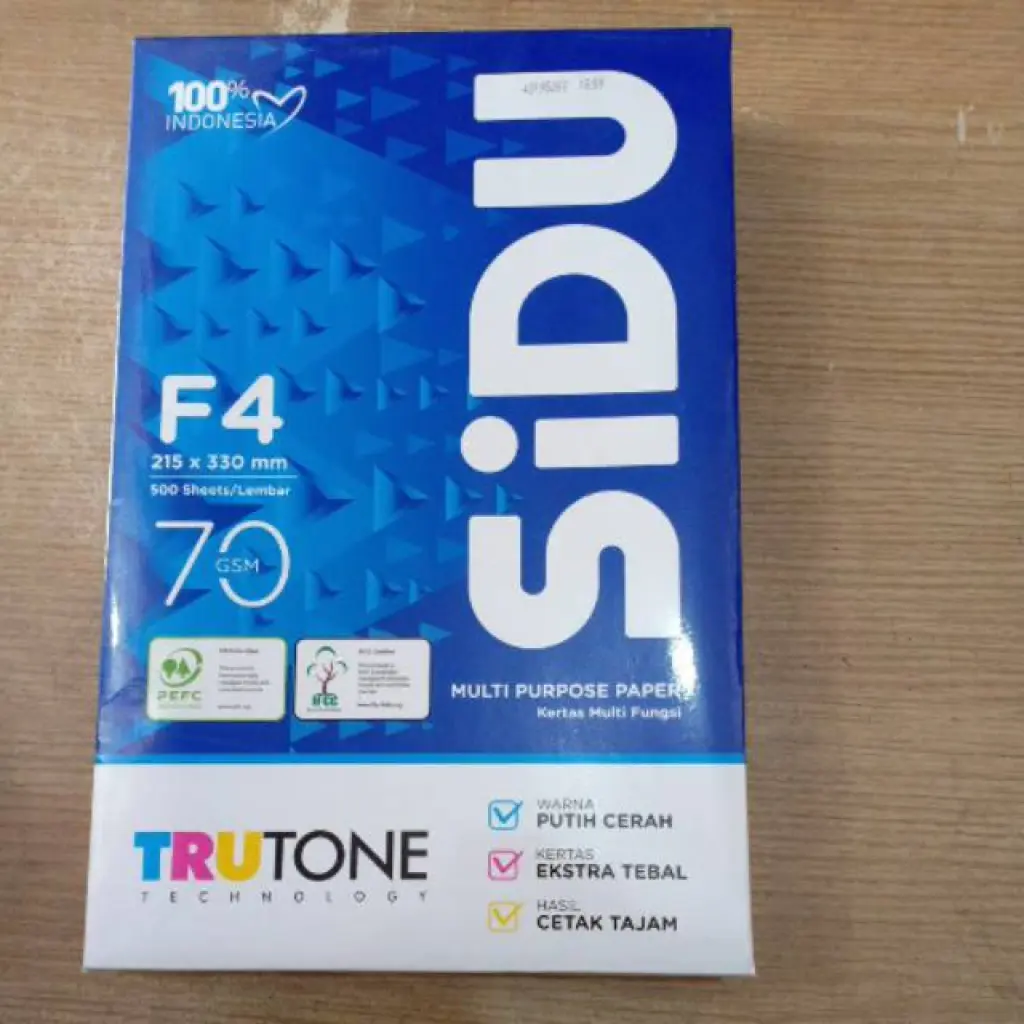 100%
INDONESIA
SiDU
F4
215 x 330 mm
500 Sheets/Lembar
70
GSM
PEFC
IFCC
MULTI PURPOSE PAPER
Kertas Multi Fungsi
TRUTONE
TECHNOLOGY
WARNA
PUTIH CERAH
KERTAS
EKSTRA TEBAL
HASIL
CETAK TAJAM